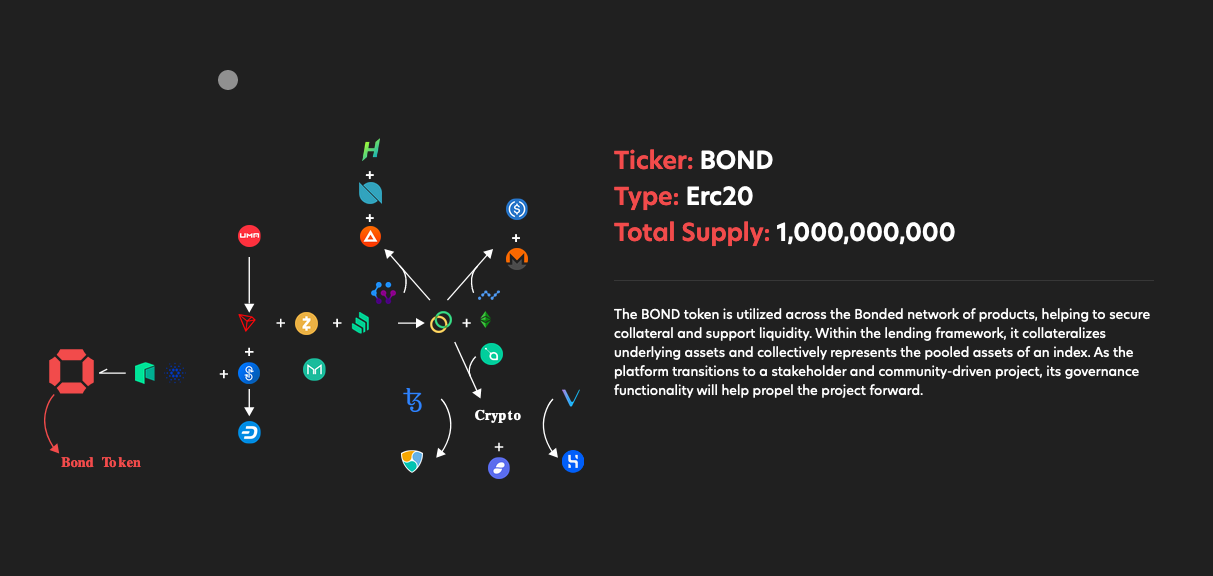 Ticker: BOND
Type: Erc20
Total Supply: 1,000,000,000
The BOND token is utilized across the Bonded network of products, helping to secure
collateral and support liquidity. Within the lending framework, it collateralizes
underlying assets and collectively represents the pooled assets of an index. As the
platform transitions to a stakeholder and community-driven project, its governance
functionality will help propel the project forward.
UMA
Crypto
Bond Token